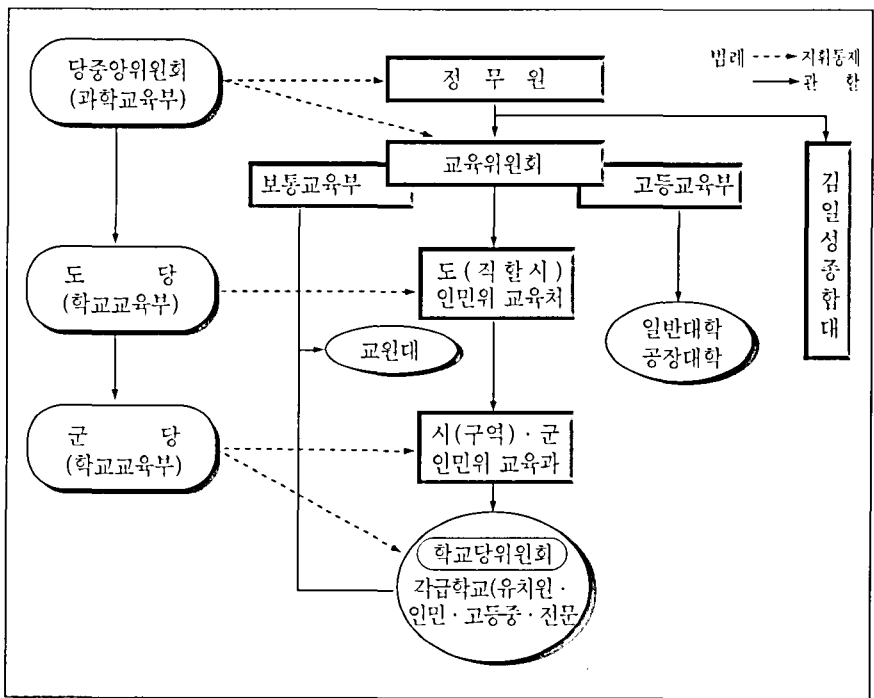 당중앙위원회
(과학교육부)
정 무 원
범례 ----→ 지휘통제
──→ 관 할
교육위원회
보통교육부
고등교육부
김일성종합대
도 당
(학교교육부)
도(직할시)
인민위 교육처
일반대학
공장대학
교원대
군 당
(학교교육부)
시(구역)·군
인민위 교육과
학교당위원회
각급학교(유치원·
인민·고등중·전문